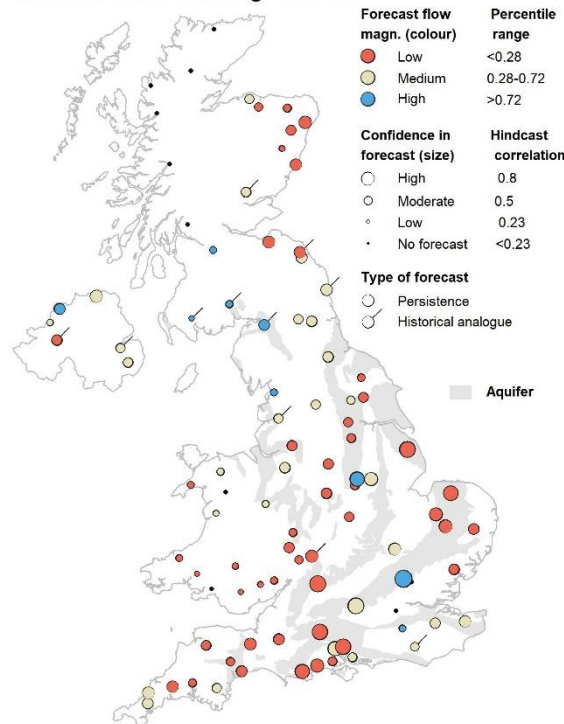 Forecast flow Percentile
magn. (colour) range
Low <0.28
Medium 0.28-0.72
High >0.72
Confidence in Hindcast
forecast (size) correlation
High 0.8
Moderate 0.5
Low 0.23
No forecast <0.23
Type of forecast
Persistence
Historical analogue
Aquifer